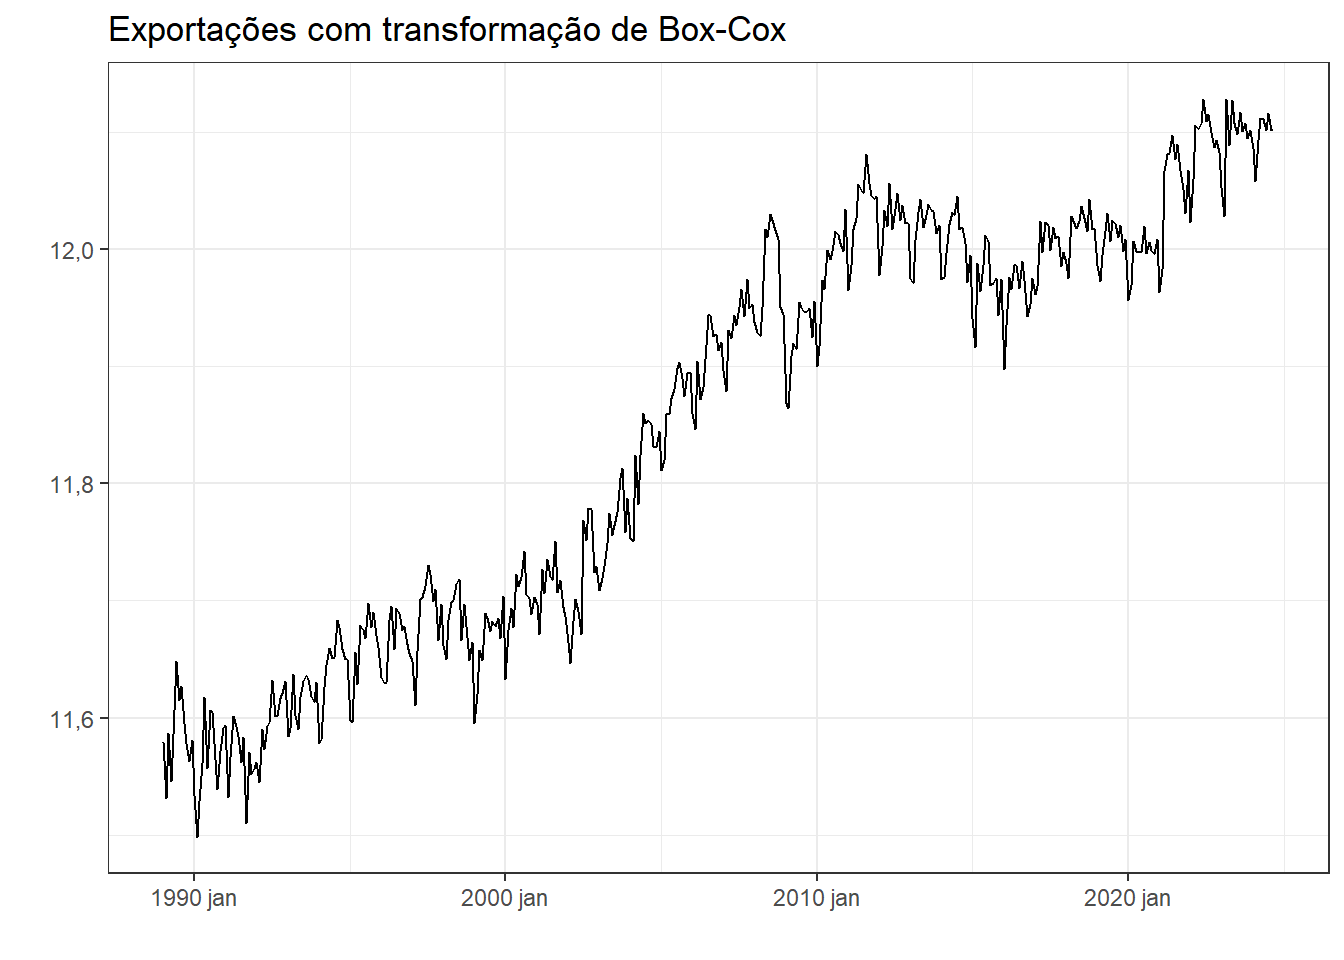 Exportações com transformação de Box-Cox
12,0
11,8
11,6
1990 jan
2000 jan
2010 jan
2020 jan